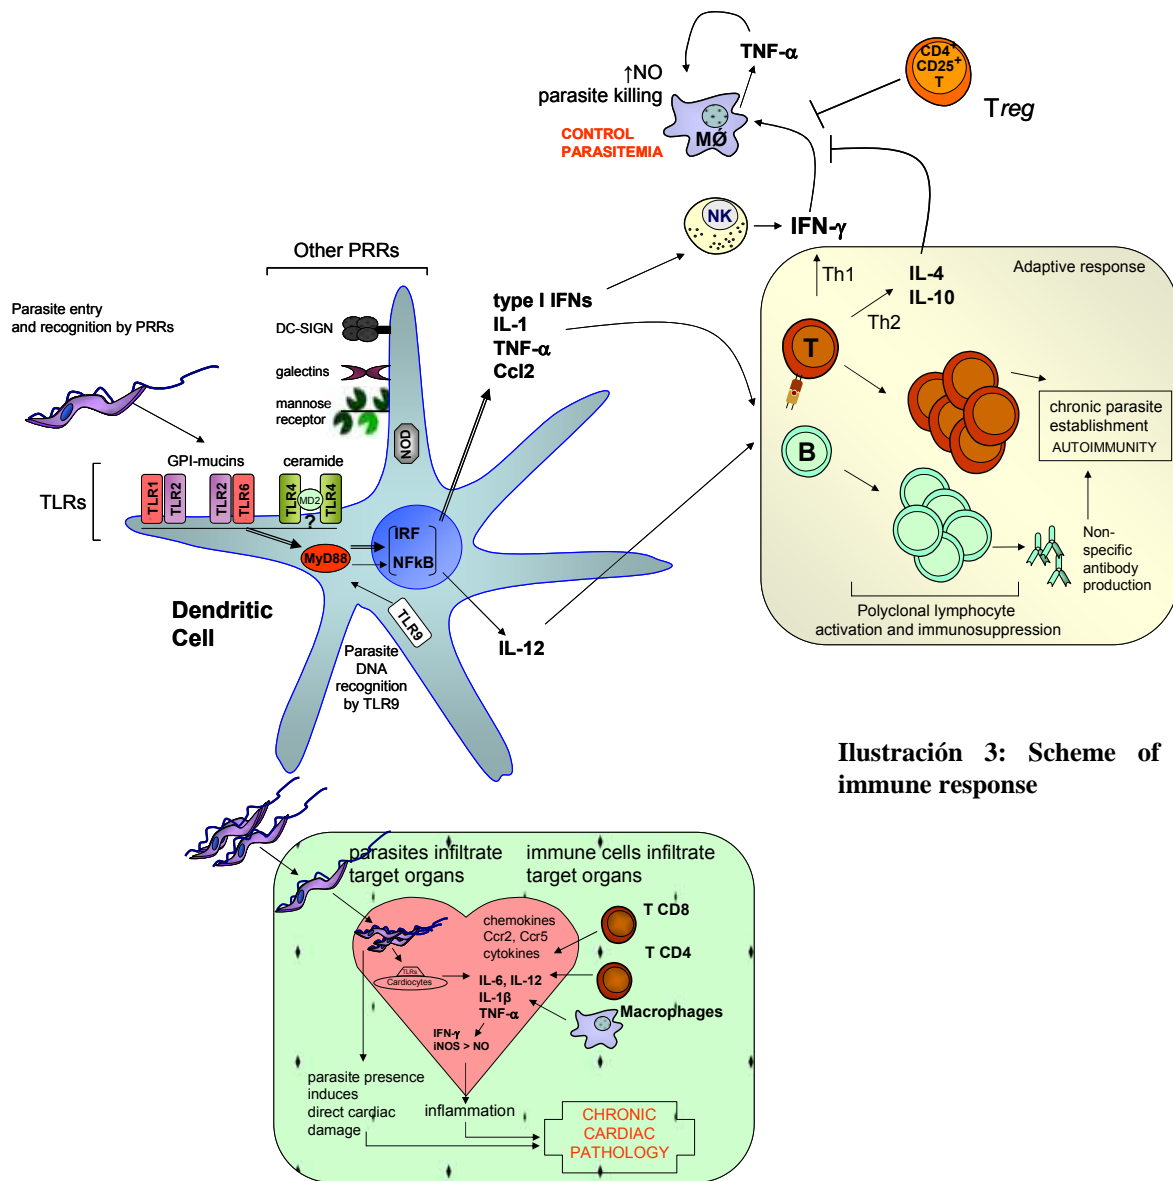 TNF-α
↑NO
parasite killing
CONTROL
PARASITEMIA
MØ
CD4+
CD25+
T
Treg
NK
IFN-γ
Other PRRs
Parasite entry
and recognition by PRRs
DC-SIGN
galectins
mannose
receptor
NOD
type I IFNs
IL-1
TNF-α
Ccl2
Adaptive response
Th1
IL-4
IL-10
Th2
T
B
chronic parasite
establishment
AUTOIMMUNITY
Non-
specific
antibody
production
Polyclonal lymphocyte
activation and immunosuppression
TLRs
GPI-mucins
ceramide
TLR1
TLR2
TLR2
TLR6
TLR4
MD2
TLR4
?
MyD88
IRF
NFkB
Dendritic
Cell
TLR9
Parasite
DNA
recognition
by TLR9
IL-12
Ilustración 3: Scheme of
immune response
parasites infiltrate
target organs
immune cells infiltrate
target organs
T CD8
T CD4
Macrophages
chemokines
Ccr2, Ccr5
cytokines
TLRs
Cardiocytes
IL-6, IL-12
IL-1β
TNF-α
IFN-γ
iNOS > NO
parasite presence
induces
direct cardiac
damage
inflammation
CHRONIC
CARDIAC
PATHOLOGY